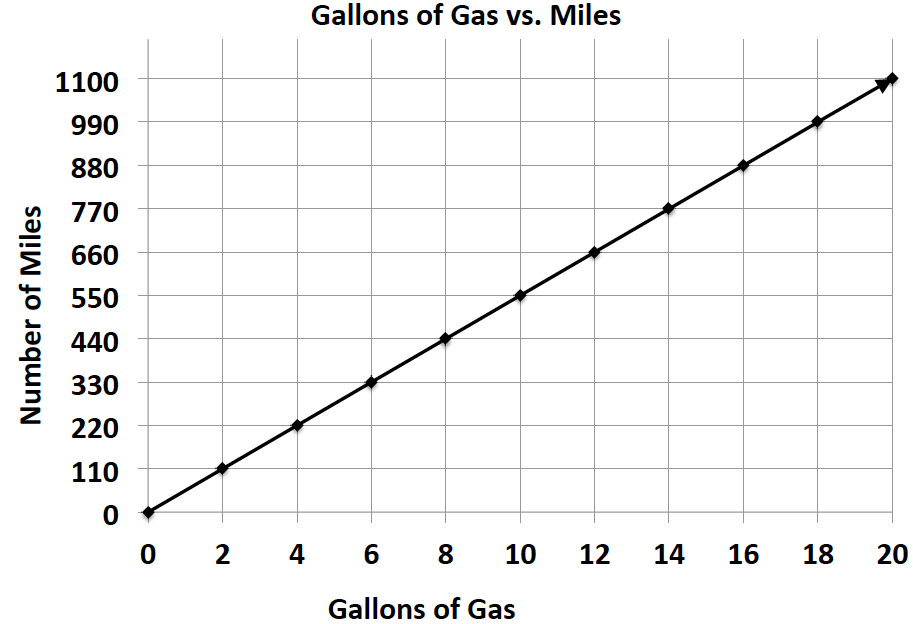 Gallons of Gas vs. Miles
Number of Miles
1100
990
880
770
660
550
440
330
220
110
0
0 2 4 6 8 10 12 14 16 18 20
Gallons of Gas